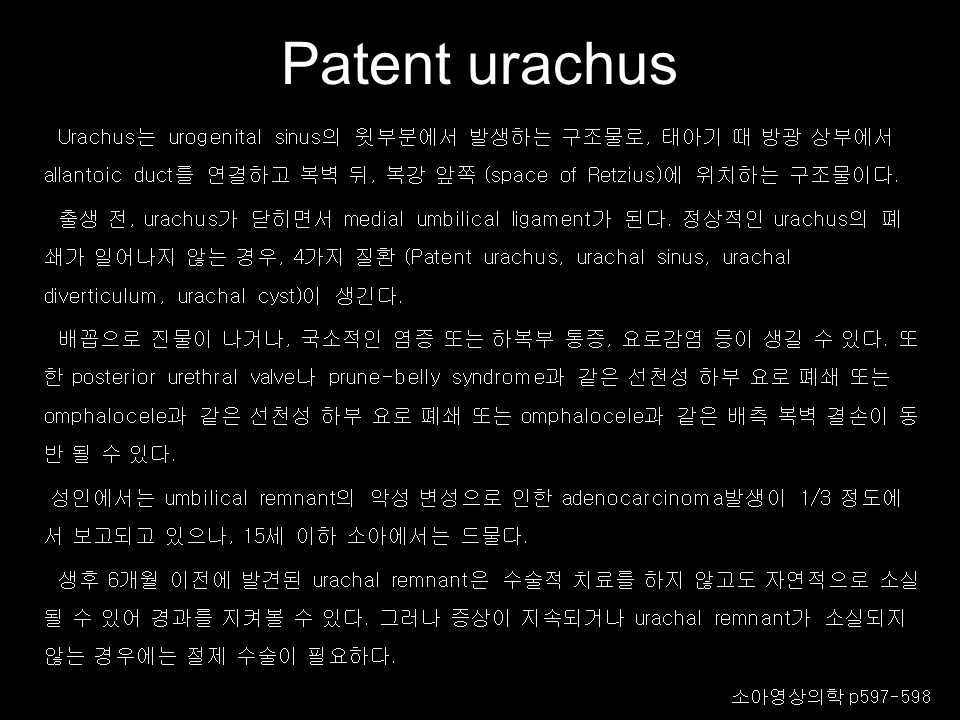 Patent urachus
Urachus는 urogenital sinus의 윗부분에서 발생하는 구조물로, 태아기 때 방광 상부에서
allantoic duct를 연결하고 복벽 뒤, 복강 앞쪽 (space of Retzius)에 위치하는 구조물이다.
출생 전, urachus가 닫히면서 medial umbilical ligament가 된다. 정상적인 urachus의 폐
쇄가 일어나지 않는 경우, 4가지 질환 (Patent urachus, urachal sinus, urachal
diverticulum, urachal cyst)이 생긴다.
배꼽으로 진물이 나거나, 국소적인 염증 또는 하복부 통증, 요로감염 등이 생길 수 있다. 또
한 posterior urethral valve나 prune-belly syndrome과 같은 선천성 하부 요로 폐쇄 또는
omphalocele과 같은 선천성 하부 요로 폐쇄 또는 omphalocele과 같은 배측 복벽 결손이 동
반 될 수 있다.
성인에서는 umbilical remnant의 악성 변성으로 인한 adenocarcinoma발생이 1/3 정도에
서 보고되고 있으나, 15세 이하 소아에서는 드물다.
생후 6개월 이전에 발견된 urachal remnant은 수술적 치료를 하지 않고도 자연적으로 소실
될 수 있어 경과를 지켜볼 수 있다. 그러나 증상이 지속되거나 urachal remnant가 소실되지
않는 경우에는 절제 수술이 필요하다.
소아영상의학 p597-598